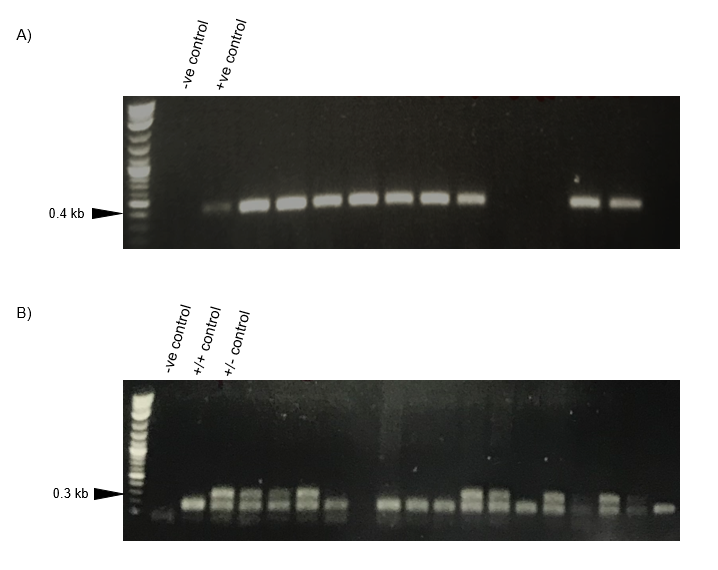 A)
-ve control
+ve control
0.4 kb
B)
-ve control
+/+ control
+/- control
0.3 kb